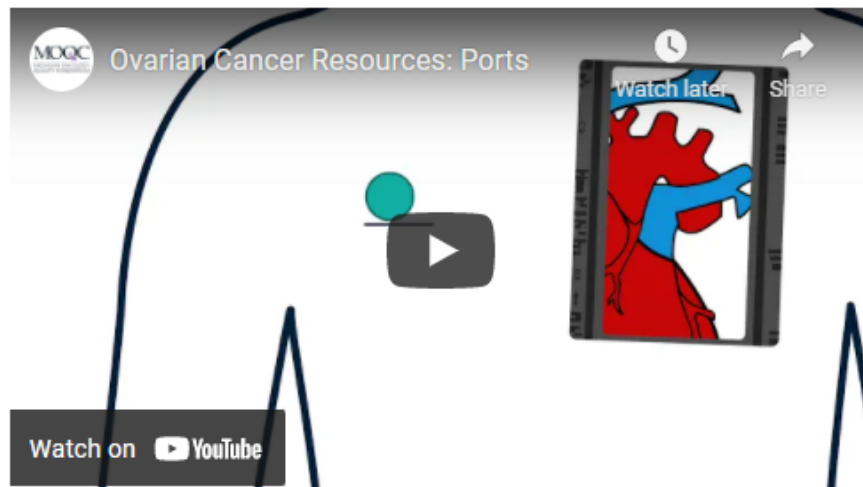 MOQC
Ovarian Cancer Resources: Ports
Watch later
Share
Watch on YouTube